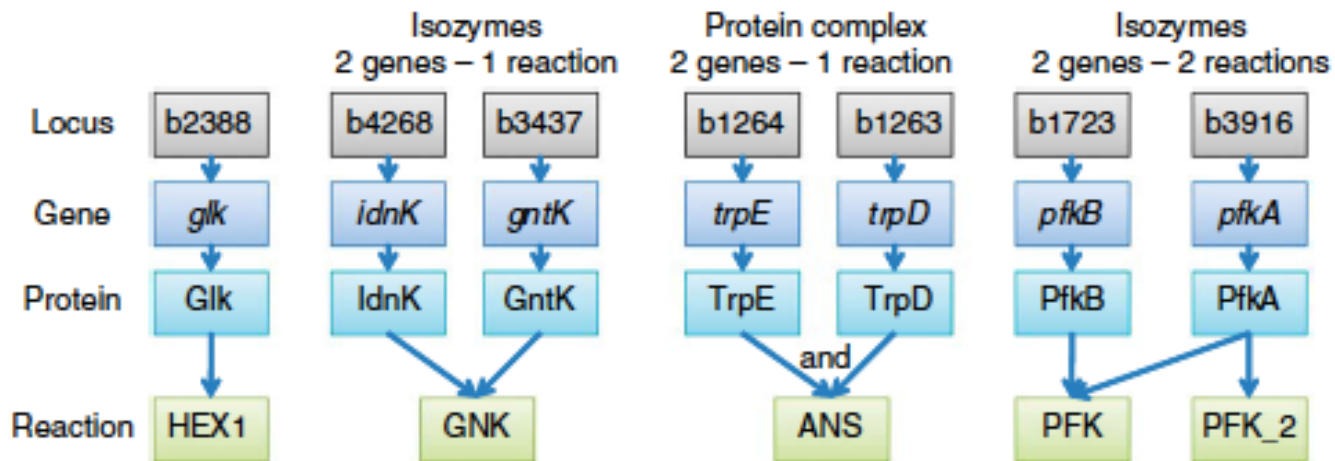 Isozymes Protein complex Isozymes
2 genes – 1 reaction 2 genes – 1 reaction 2 genes – 2 reactions
Locus b2388 b4268 b3437 b1264 b1263 b1723 b3916
Gene glk idnK gntK trpE trpD pfkB pfkA
Protein Glk IdnK GntK TrpE TrpD PfkB PfkA
and
Reaction HEX1 GNK ANS PFK PFK_2